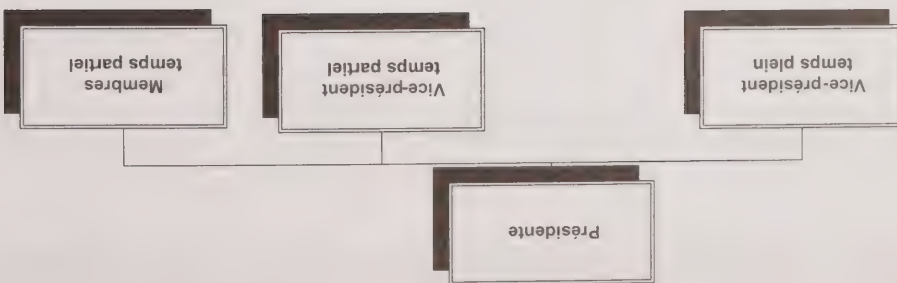 Présidente
Vice-président
temps plein
Vice-président
temps partiel
Membres
temps partiel